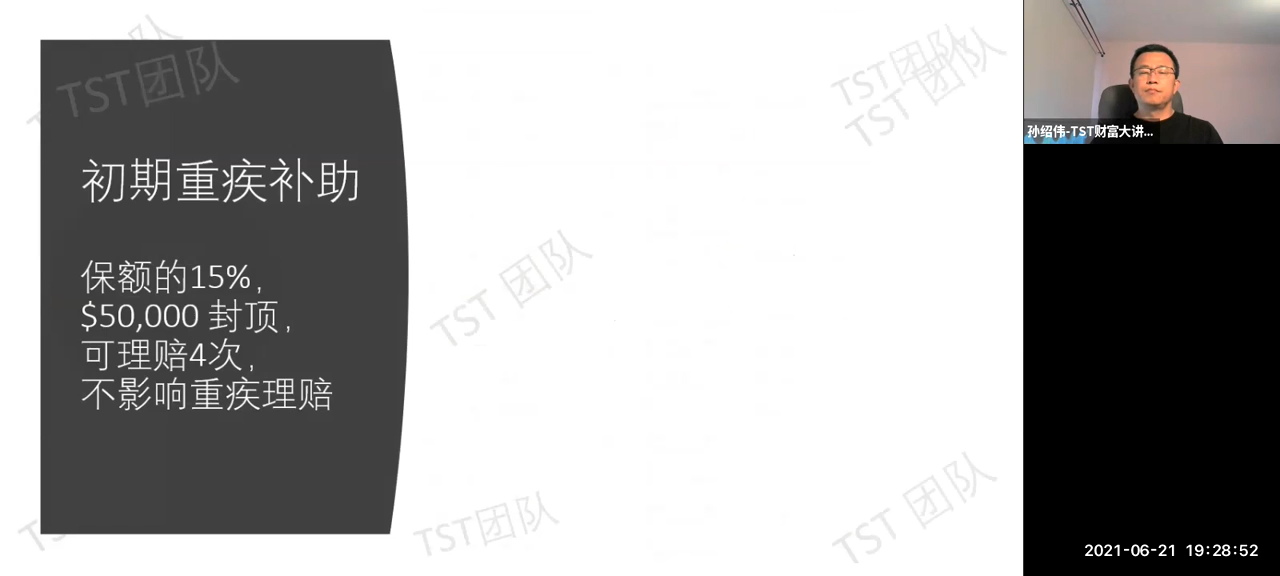 TST团队
TST团队
TST团队
初期重疾补助
保额的15%,
$50,000 封顶,
可理赔4次,
不影响重疾理赔
TST 团队
TST团队
TST 团队
孙绍伟-TST财富大讲...
2021-06-21 19:28:52